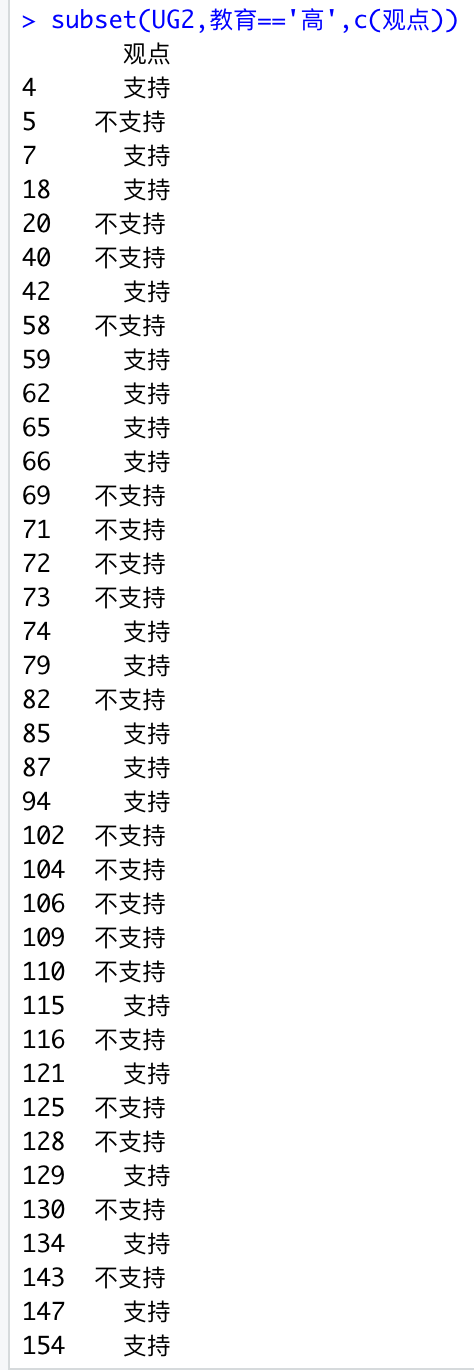 > subset(UG2,教育=='高',c(观点))
观点
4 支持
5 不支持
7 支持
18 支持
20 不支持
40 不支持
42 支持
58 不支持
59 支持
62 支持
65 支持
66 支持
69 不支持
71 不支持
72 不支持
73 不支持
74 支持
79 支持
82 不支持
85 支持
87 支持
94 支持
102 不支持
104 不支持
106 不支持
109 不支持
110 不支持
115 支持
116 不支持
121 支持
125 不支持
128 不支持
129 支持
130 不支持
134 支持
143 不支持
147 支持
154 支持